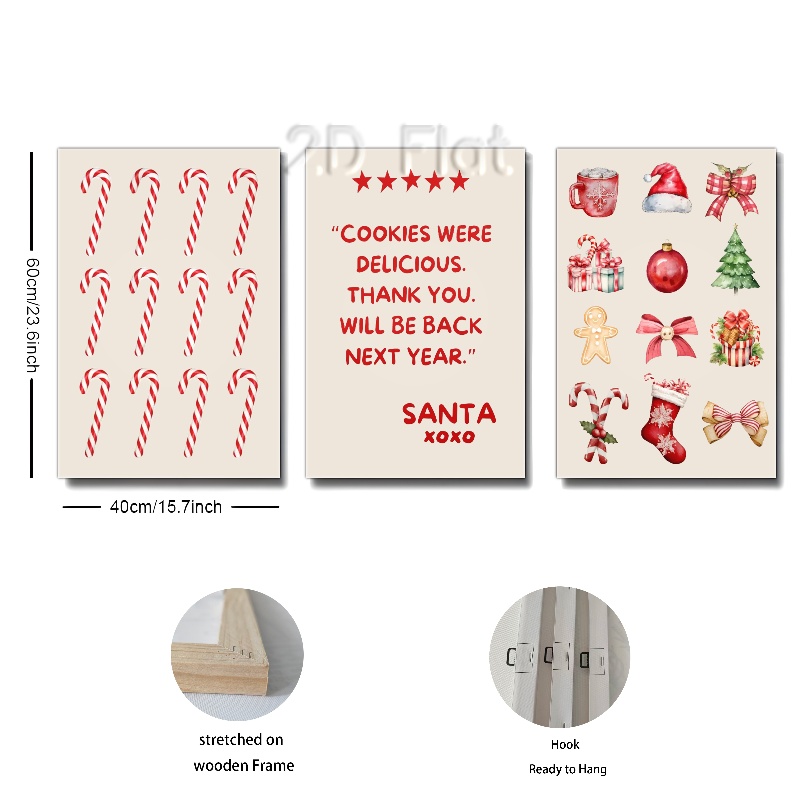 2D Flat
★★★★★
"COOKIES WERE
DELICIOUS.
THANK YOU.
WILL BE BACK
NEXT YEAR."
SANTA
xoxo
60cm/23.6inch
40cm/15.7inch
stretched on
wooden Frame
Hook
Ready to Hang